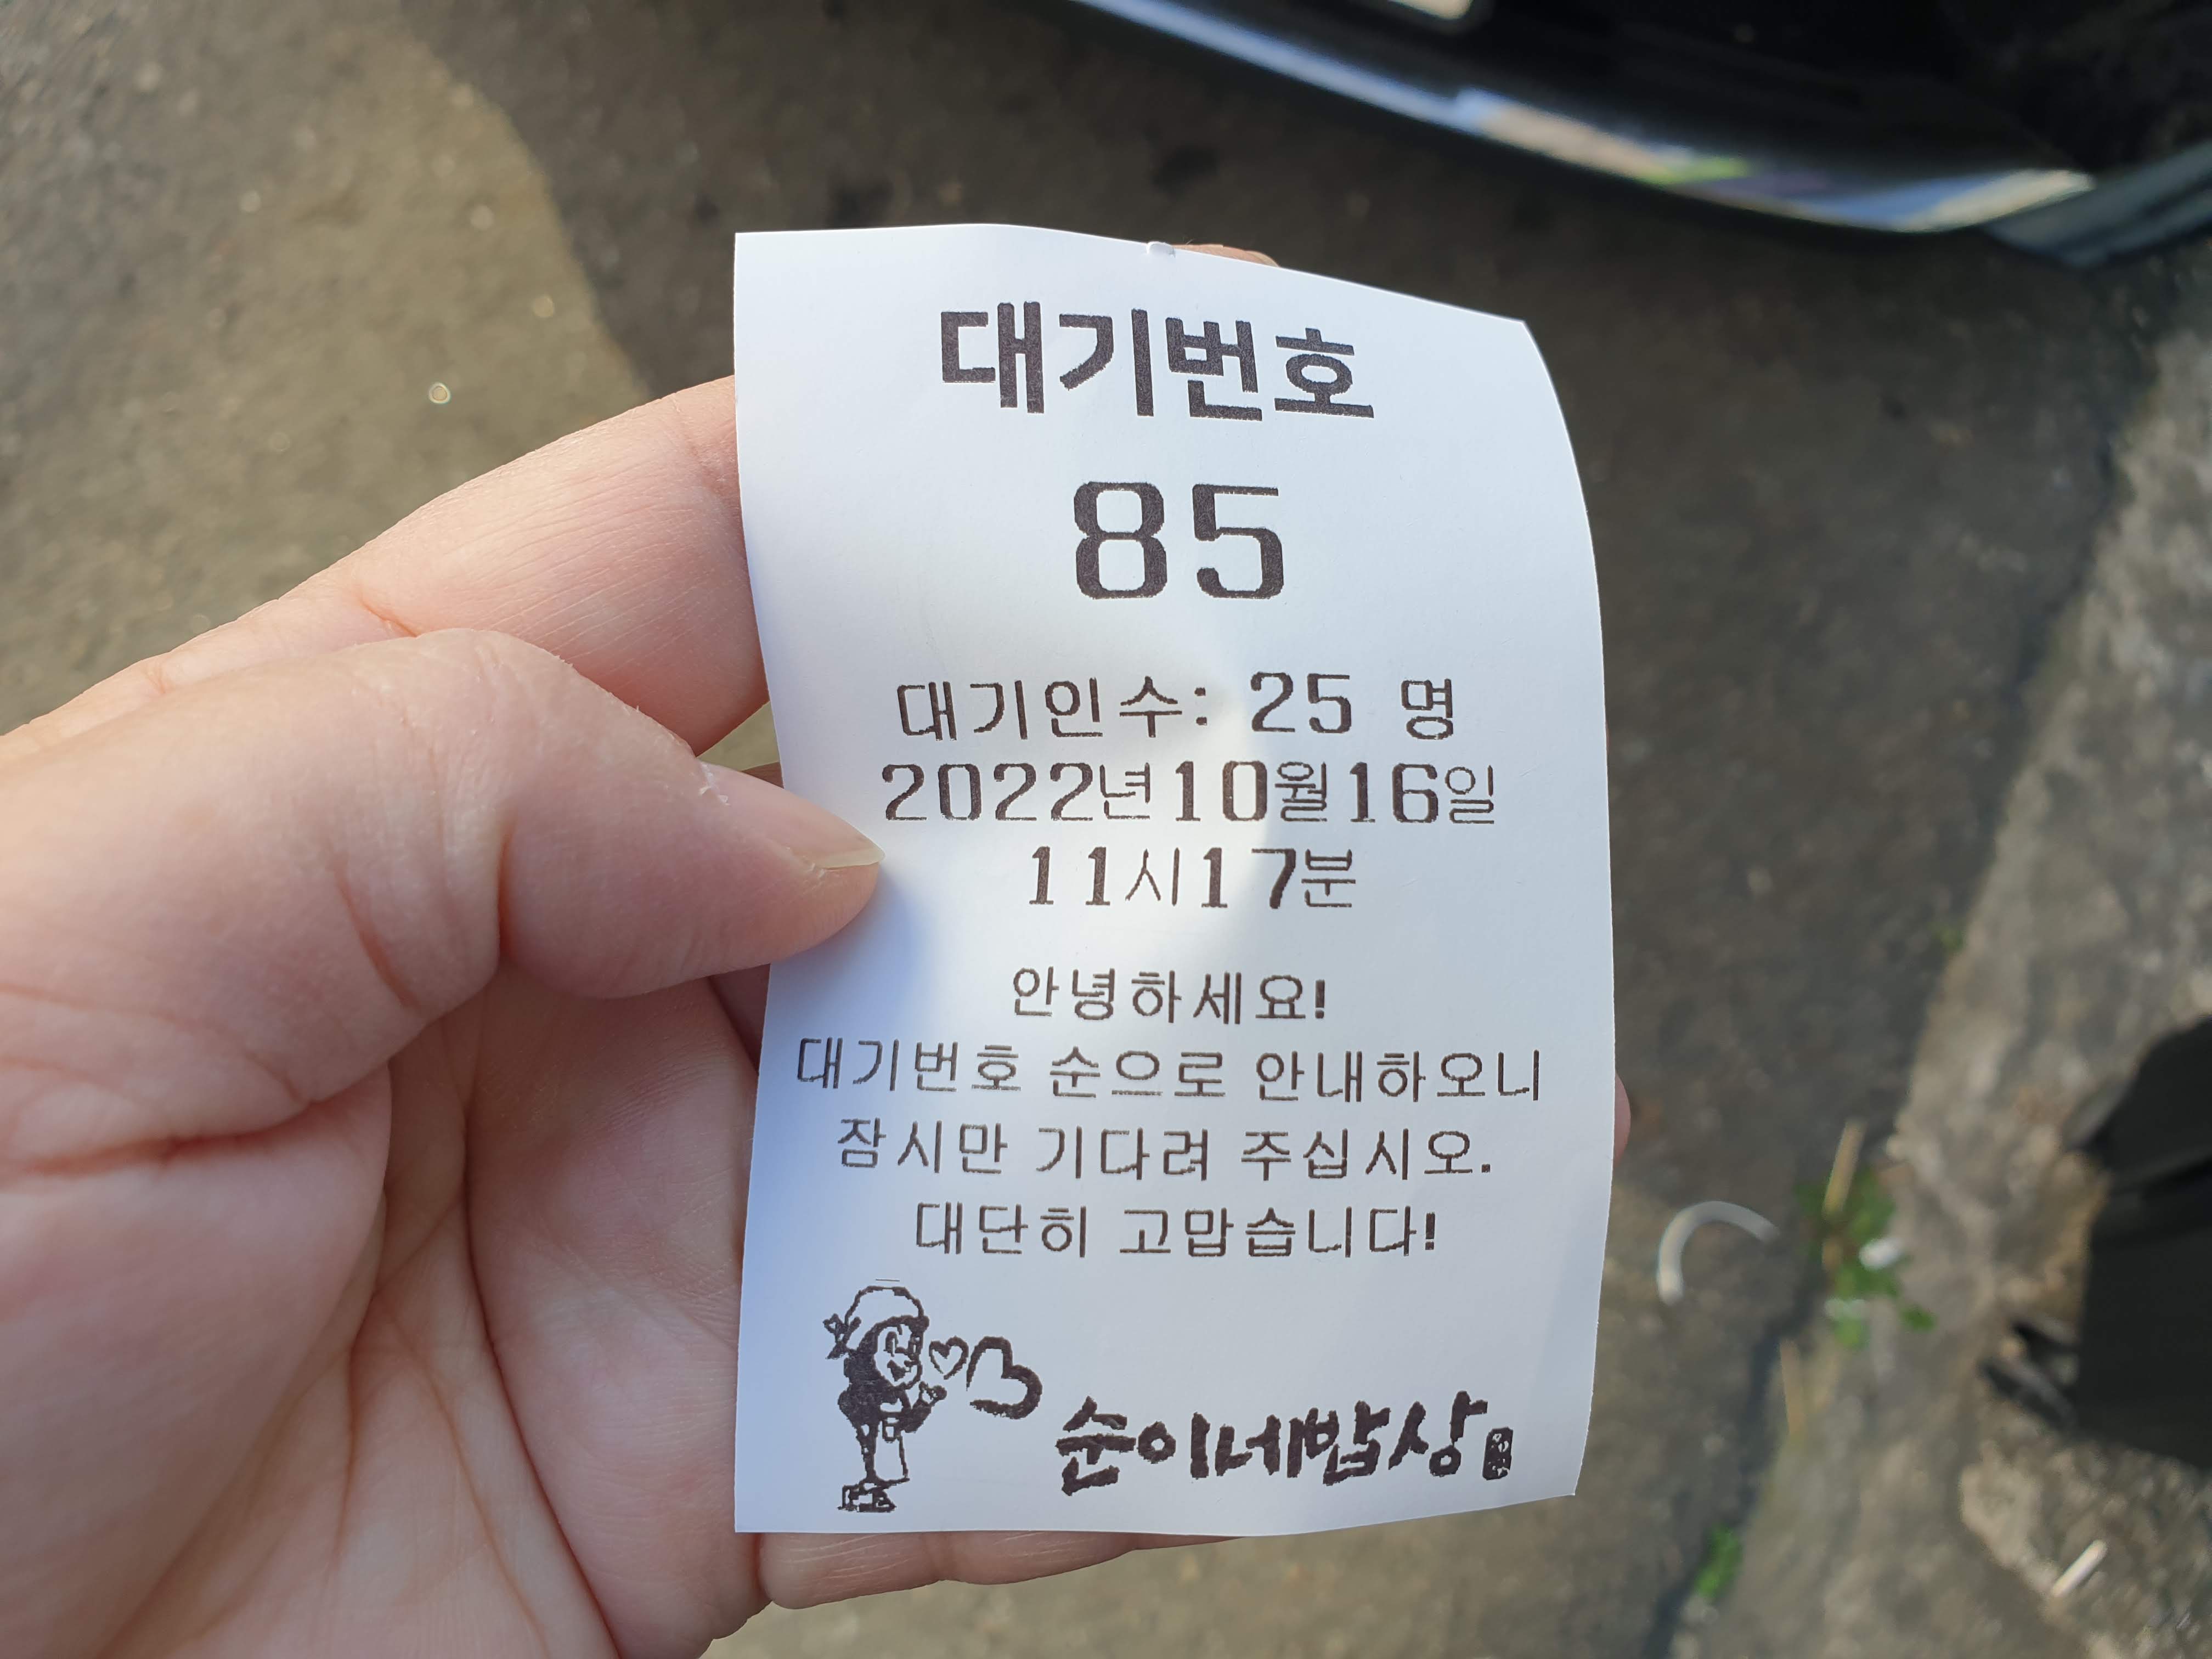 대기번호
85
대기인수: 25 명
2022년10월16일
11시17분
안녕하세요!
대기번호 순으로 안내하오니
잠시만 기다려 주십시오.
대단히 고맙습니다!
순이네밥상